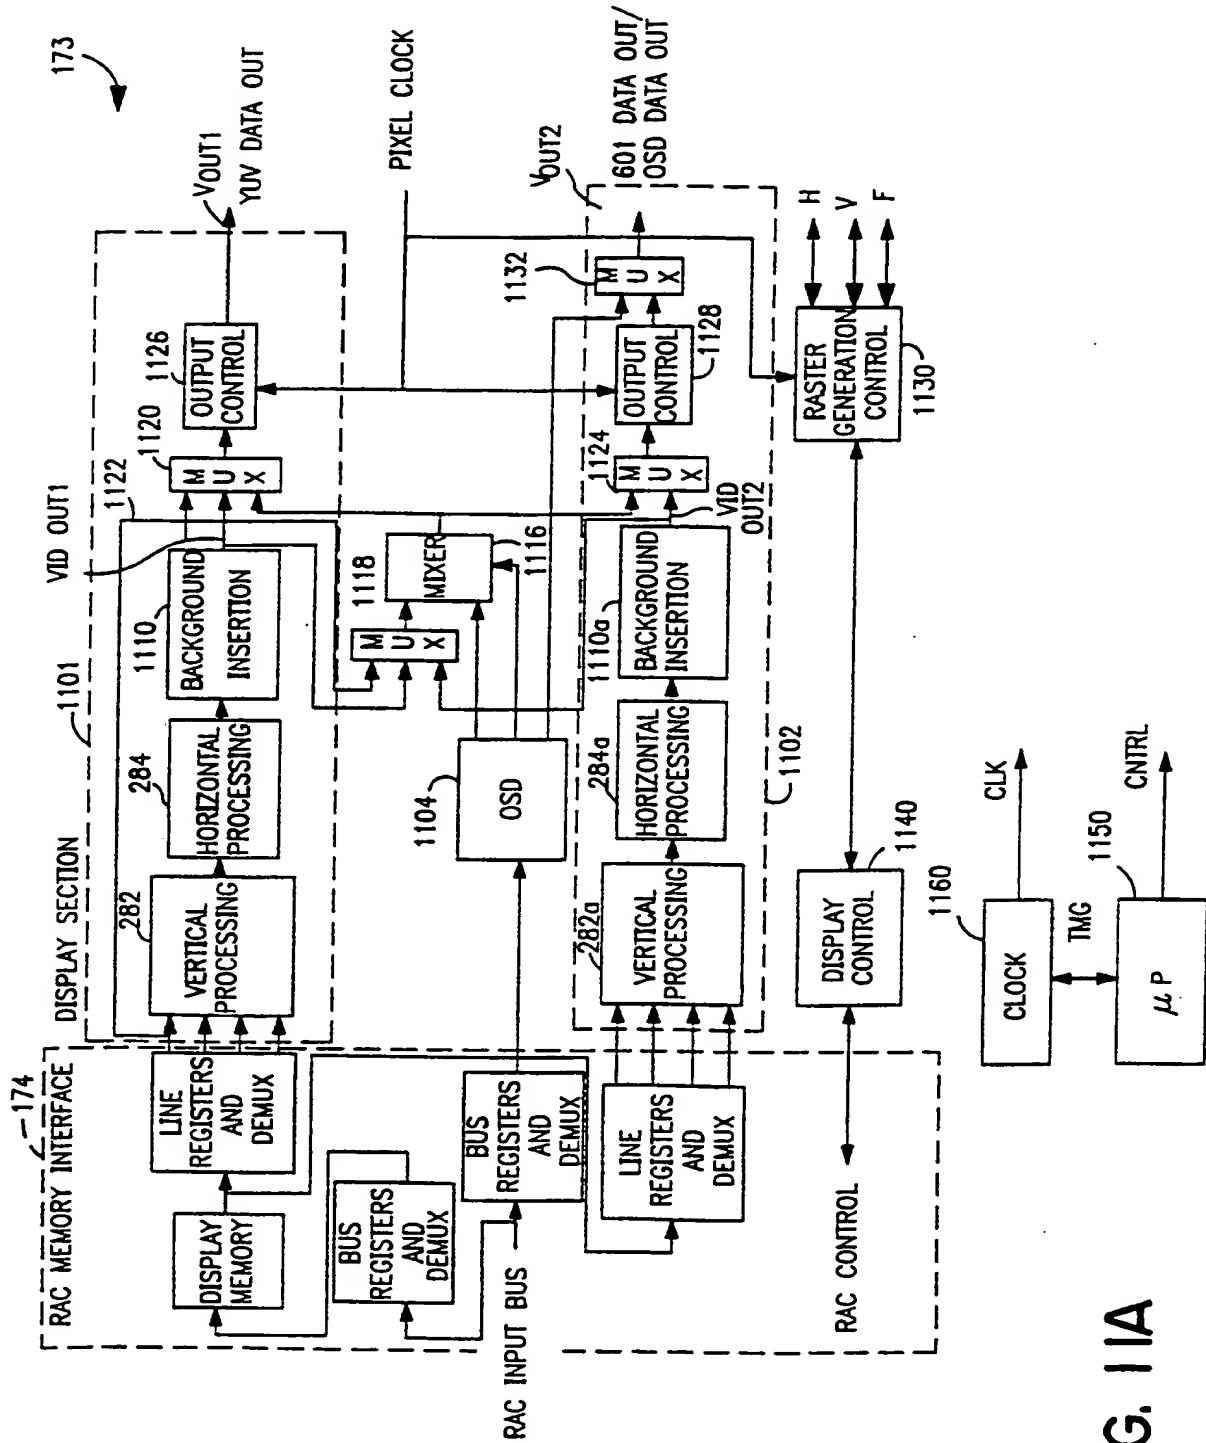 173
174
RAC MEMORY INTERFACE
DISPLAY SECTION
1101
VID OUT1
1122
1120
1126
VOUT1
YUV DATA OUT
DISPLAY
MEMORY
LINE
REGISTERS
AND
DEMUX
282
VERTICAL
PROCESSING
284
HORIZONTAL
PROCESSING
1110
BACKGROUND
INSERTION
M
U
X
OUTPUT
CONTROL
PIXEL CLOCK
BUS
REGISTERS
AND
DEMUX
1118
M
U
X
MIXER
1116
RAC INPUT BUS
BUS
REGISTERS
AND
DEMUX
1104
OSD
VOUT2
601 DATA OUT/
OSD DATA OUT
LINE
REGISTERS
AND
DEMUX
282a
VERTICAL
PROCESSING
284a
HORIZONTAL
PROCESSING
1110a
BACKGROUND
INSERTION
VID
OUT2
1124
M
U
X
OUTPUT
CONTROL
1128
1132
M
U
X
1102
RAC CONTROL
DISPLAY
CONTROL
1140
RASTER
GENERATION
CONTROL
1130
H
V
F
1160
CLOCK
CLK
TMG
μP
1150
CNTRL
G. 11A